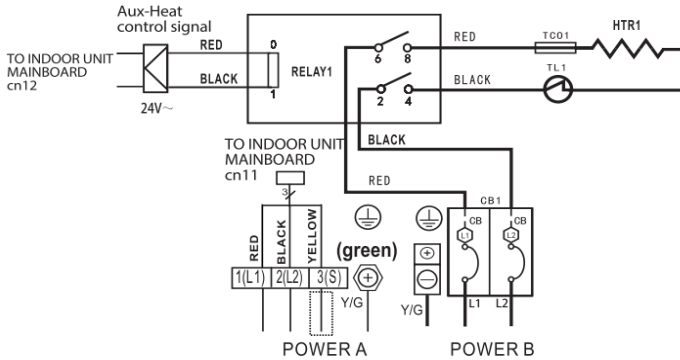 Aux-Heat
control signal
TO INDOOR UNIT
MAINBOARD
cn12
RED
BLACK
24V~
0
1
RELAY1
6
8
2
4
RED
TCO1
HTR1
BLACK
TL1
BLACK
RED
TO INDOOR UNIT
MAINBOARD
cn11
3
RED
BLACK
YELLOW
(green)
1(L1)
2(L2)
3(S)
Y/G
Y/G
CB1
CB
CB
L1
L2
L1
L2
POWER A
POWER B